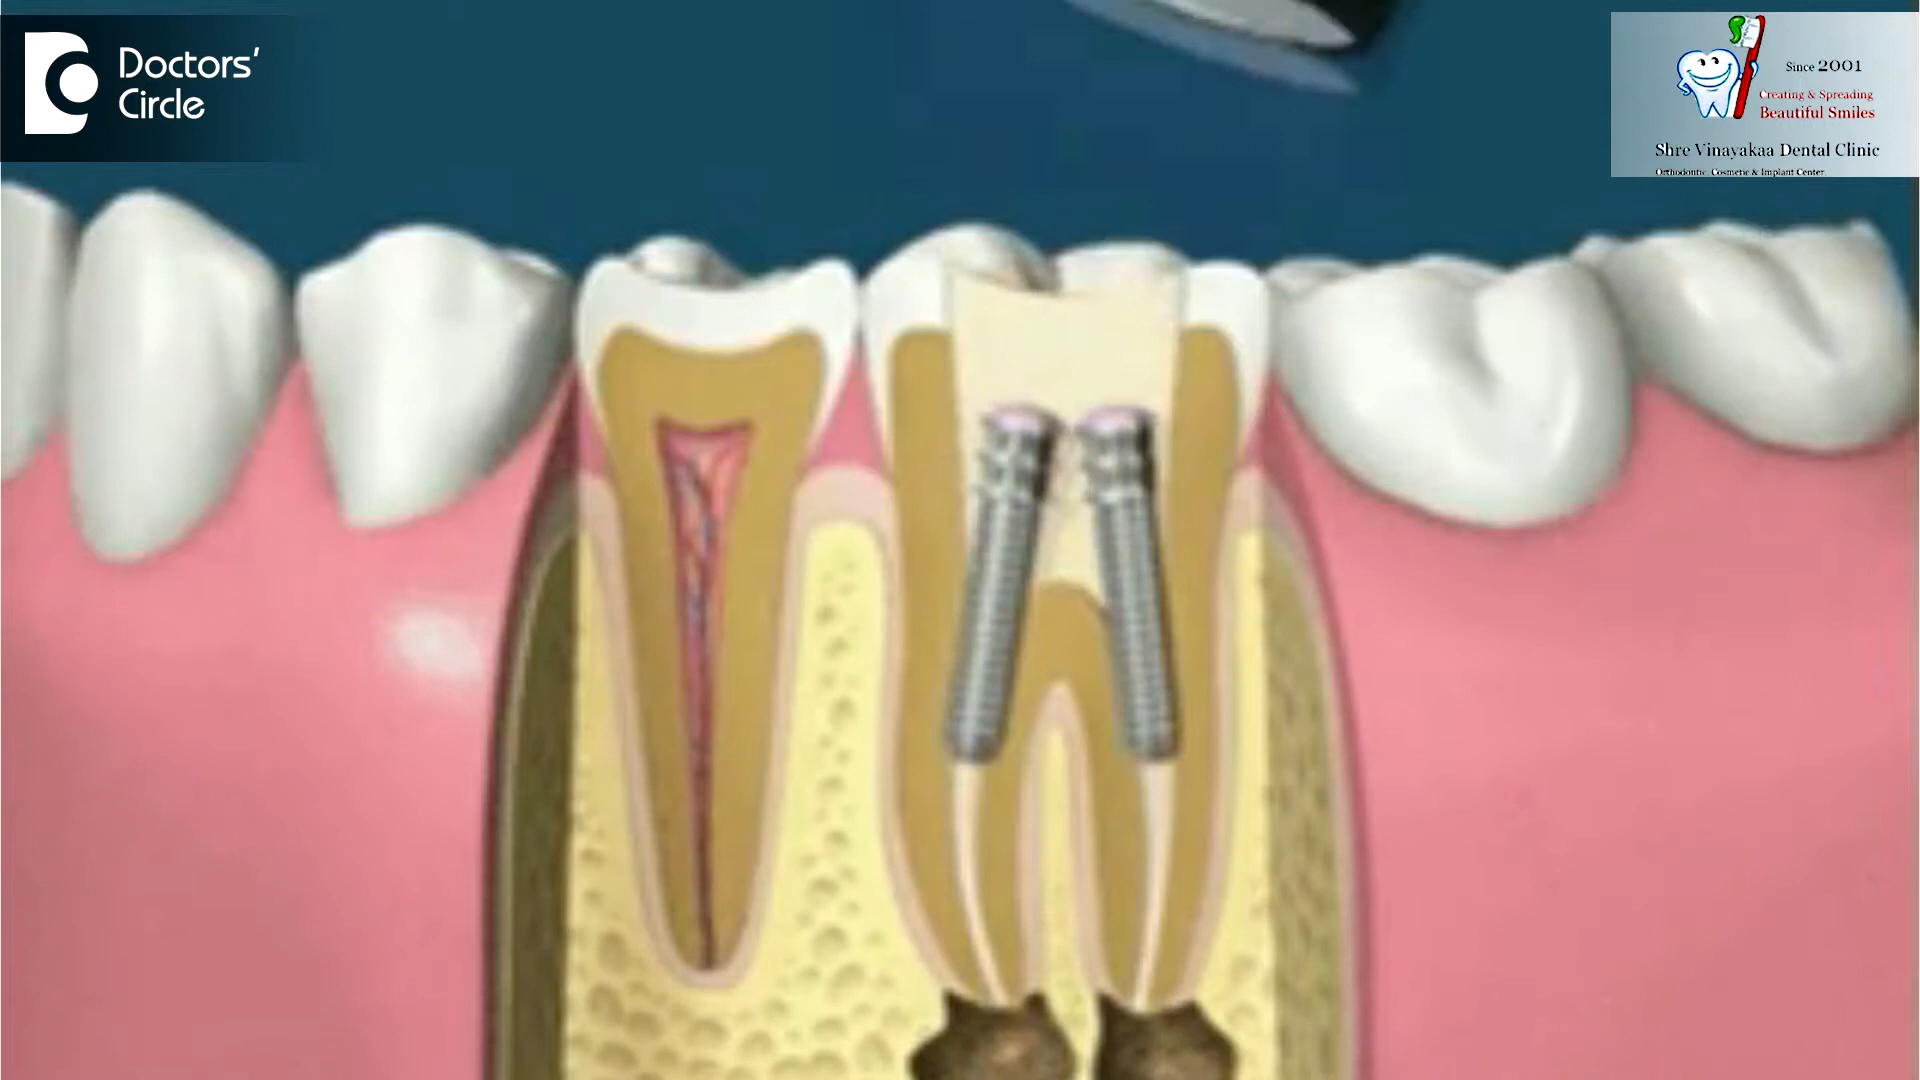 Doctors'
Circle
Since 2001
Creating & Spreading
Beautiful Smiles
Shre Vinayakaa Dental Clinic
Orthodontic, Cosmetic & Implant Center